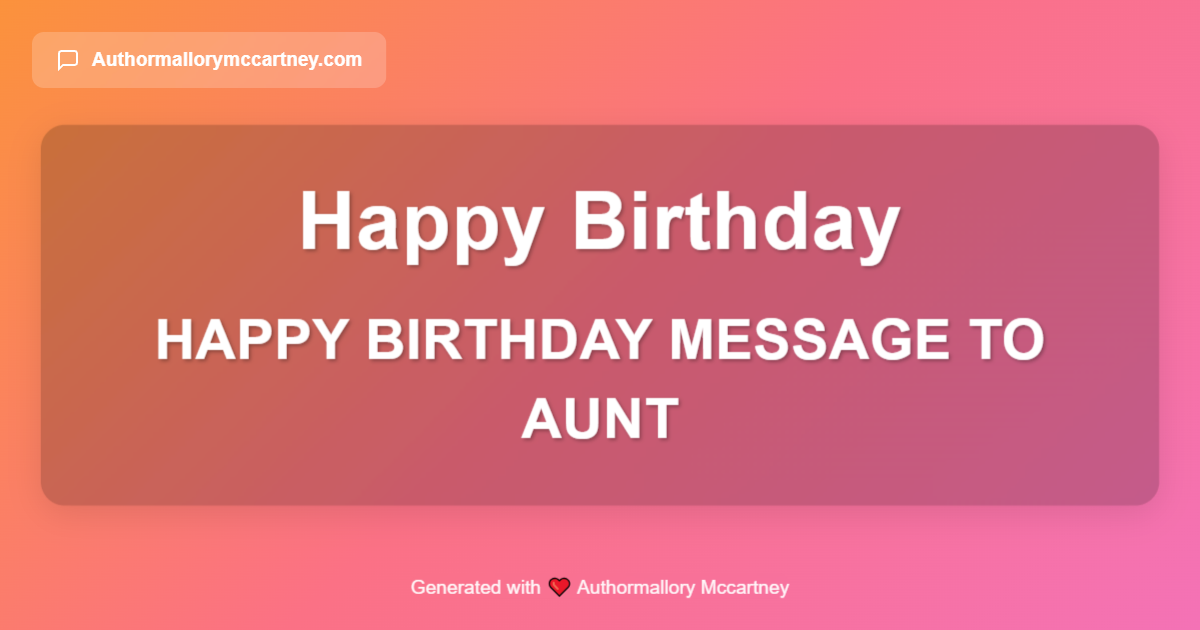 Authormallorymccartney.com
Happy Birthday
HAPPY BIRTHDAY MESSAGE TO
AUNT
Generated with ❤️ Authormallory Mccartney